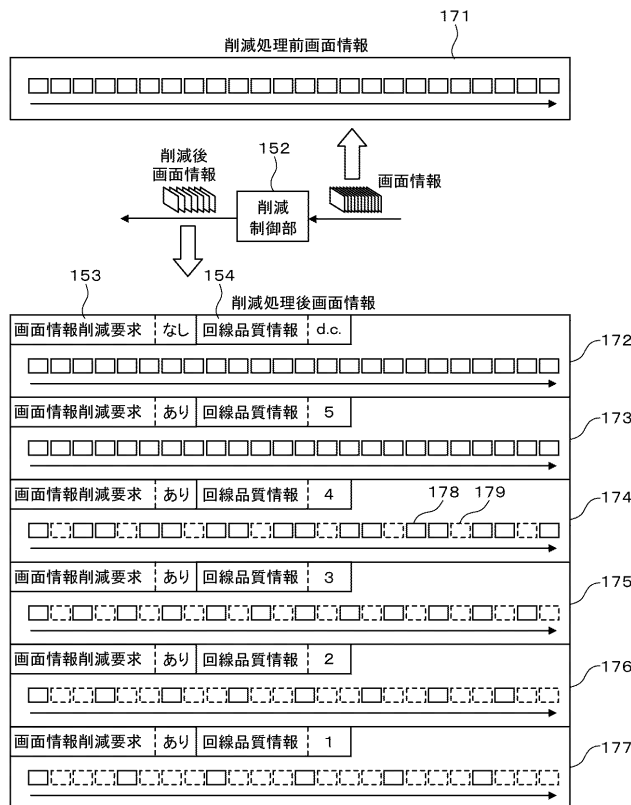 171
削減処理前画面情報
152
削減後
画面情報
画面情報
削減
制御部
153
154
削減処理後画面情報
画面情報削減要求 なし 回線品質情報 d.c.
172
画面情報削減要求 あり 回線品質情報 5
173
画面情報削減要求 あり 回線品質情報 4
178
179
174
画面情報削減要求 あり 回線品質情報 3
175
画面情報削減要求 あり 回線品質情報 2
176
画面情報削減要求 あり 回線品質情報 1
177